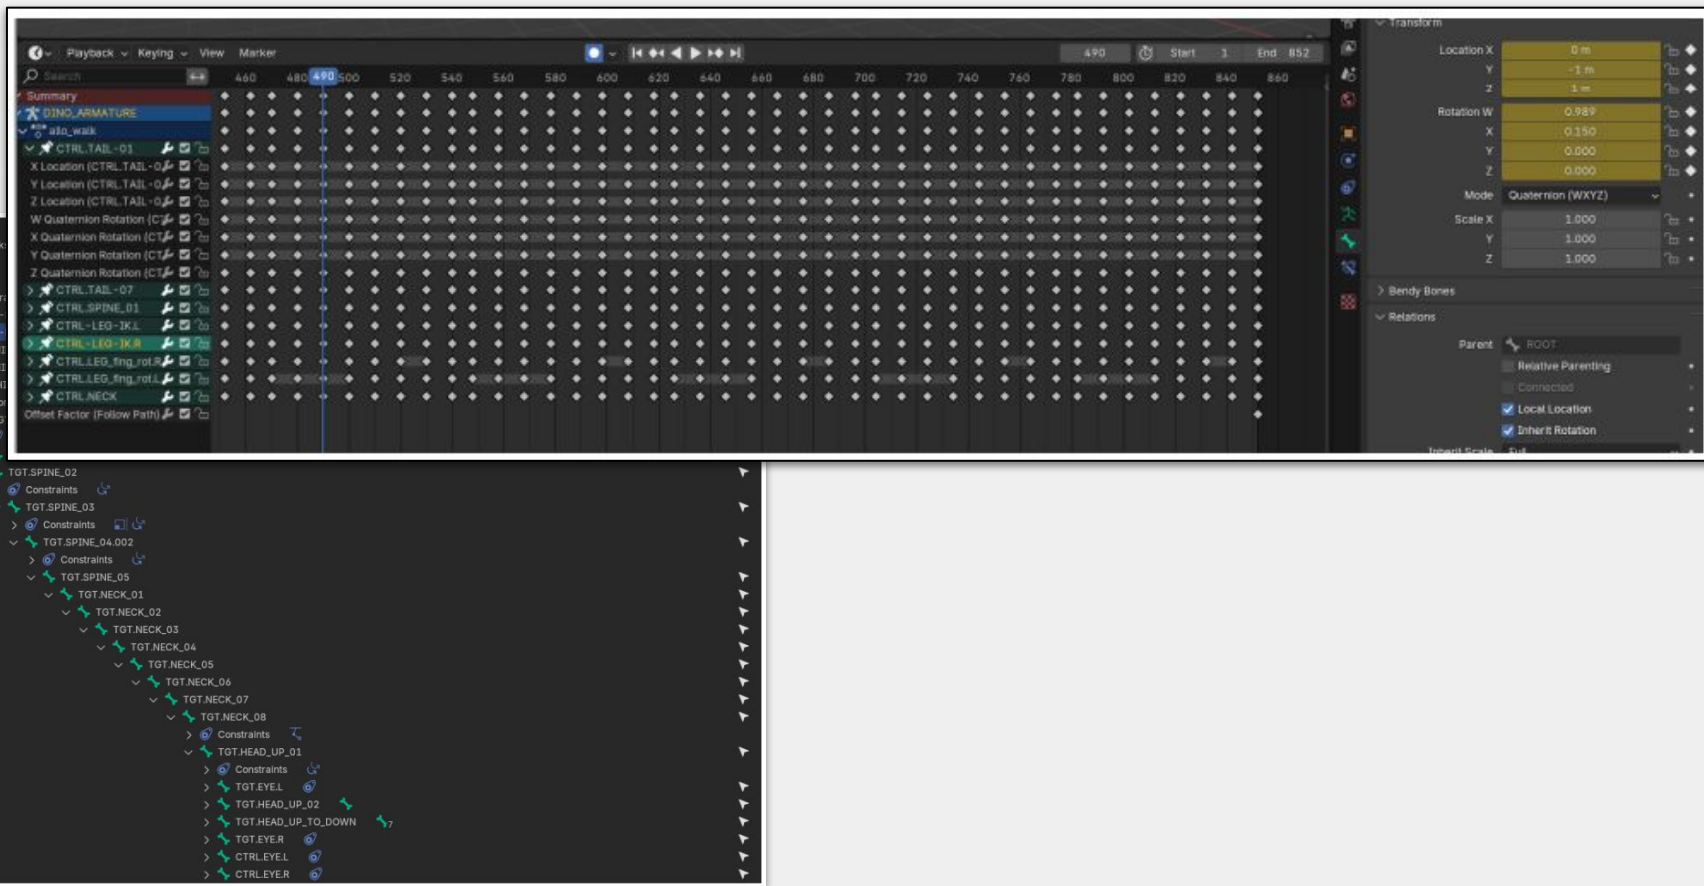 Playback Keying View Marker 490 Start 1 End 852
Search 460 480 490 500 520 540 560 580 600 620 640 660 680 700 720 740 760 780 800 820 840 860
Summary
DINO_ARMATURE
allo_walk
CTRL.TAIL-01
X Location (CTRL.TAIL-0
Y Location (CTRL.TAIL-0
Z Location (CTRL.TAIL-0
W Quaternion Rotation (C
X Quaternion Rotation (CT
Y Quaternion Rotation (CT
Z Quaternion Rotation (CT
CTRL.TAIL-07
CTRL.SPINE_01
CTRL-LEG-IK.L
CTRL-LEG-IK.R
CTRL.LEG_fing_rot.R
CTRL.LEG_fing_rot.L
CTRL.NECK
Offset Factor (Follow Path)
Transform
Location X 0 m
Y -1 m
Z 1 m
Rotation W 0.989
X 0.150
Y 0.000
Z 0.000
Mode Quaternion (WXYZ)
Scale X 1.000
Y 1.000
Z 1.000
Bendy Bones
Relations
Parent ROOT
Relative Parenting
Connected
Local Location
Inherit Rotation
Inherit Scale Full
TGT.SPINE_02
Constraints
TGT.SPINE_03
Constraints
TGT.SPINE_04.002
Constraints
TGT.SPINE_05
TGT.NECK_01
TGT.NECK_02
TGT.NECK_03
TGT.NECK_04
TGT.NECK_05
TGT.NECK_06
TGT.NECK_07
TGT.NECK_08
Constraints
TGT.HEAD_UP_01
Constraints
TGT.EYE.L
TGT.HEAD_UP_02
TGT.HEAD_UP_TO_DOWN 7
TGT.EYE.R
CTRL.EYE.L
CTRL.EYE.R